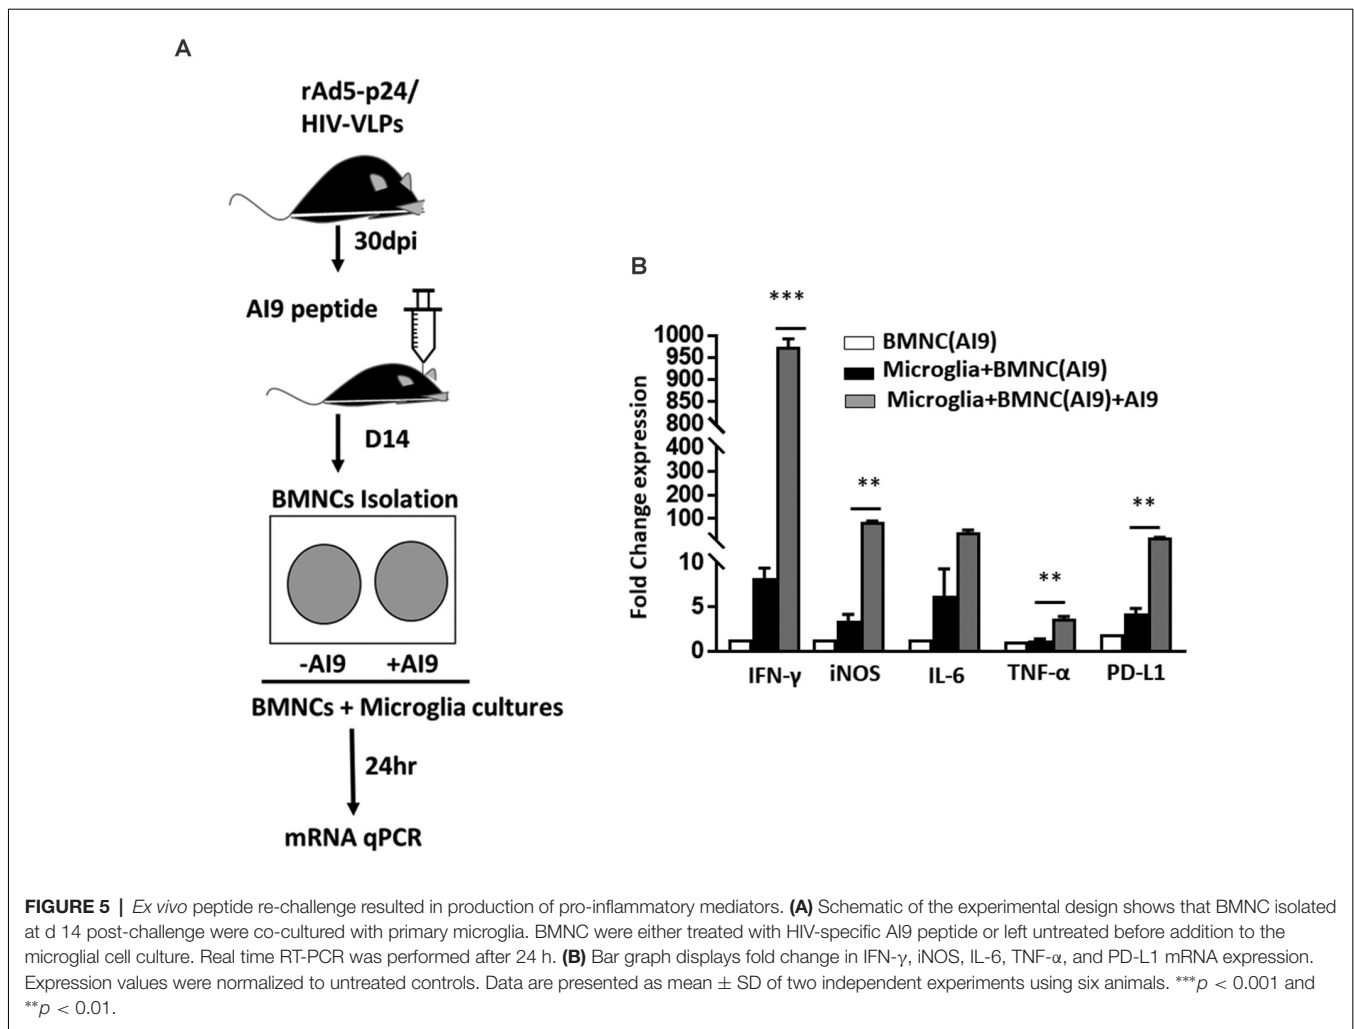 A
rAd5-p24/
HIV-VLPs
30dpi
AI9 peptide
D14
BMNCs Isolation
-AI9 +AI9
BMNCs + Microglia cultures
24hr
mRNA qPCR
B
Fold Change expression
1000
950
900
850
800
400
300
200
100
10
5
0
***
**
**
**
BMNC(AI9)
Microglia+BMNC(AI9)
Microglia+BMNC(AI9)+AI9
IFN-γ iNOS IL-6 TNF-α PD-L1
FIGURE 5 | Ex vivo peptide re-challenge resulted in production of pro-inflammatory mediators. (A) Schematic of the experimental design shows that BMNC isolated
at d 14 post-challenge were co-cultured with primary microglia. BMNC were either treated with HIV-specific AI9 peptide or left untreated before addition to the
microglial cell culture. Real time RT-PCR was performed after 24 h. (B) Bar graph displays fold change in IFN-γ, iNOS, IL-6, TNF-α, and PD-L1 mRNA expression.
Expression values were normalized to untreated controls. Data are presented as mean ± SD of two independent experiments using six animals. ***p < 0.001 and
**p < 0.01.